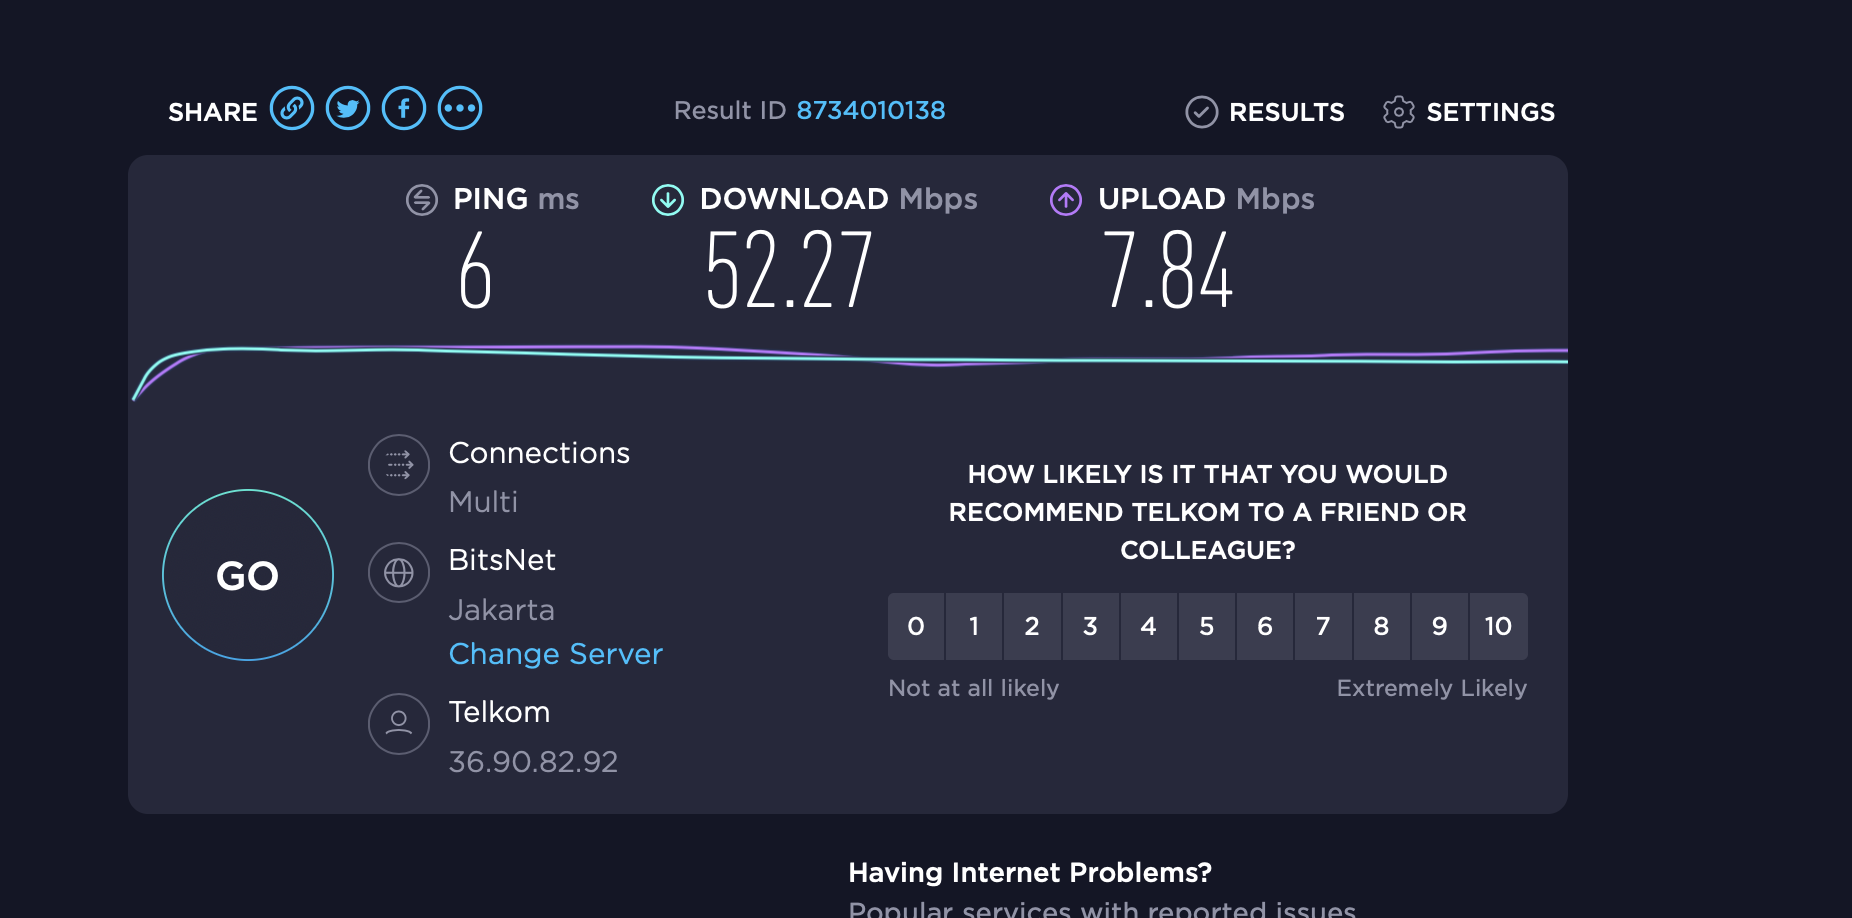 SHARE
Result ID 8734010138
RESULTS
SETTINGS
PING ms
6
DOWNLOAD Mbps
52.27
UPLOAD Mbps
7.84
GO
Connections
Multi
BitsNet
Jakarta
Change Server
Telkom
36.90.82.92
HOW LIKELY IS IT THAT YOU WOULD
RECOMMEND TELKOM TO A FRIEND OR
COLLEAGUE?
0 1 2 3 4 5 6 7 8 9 10
Not at all likely
Extremely Likely
Having Internet Problems?
Popular services with reported issues